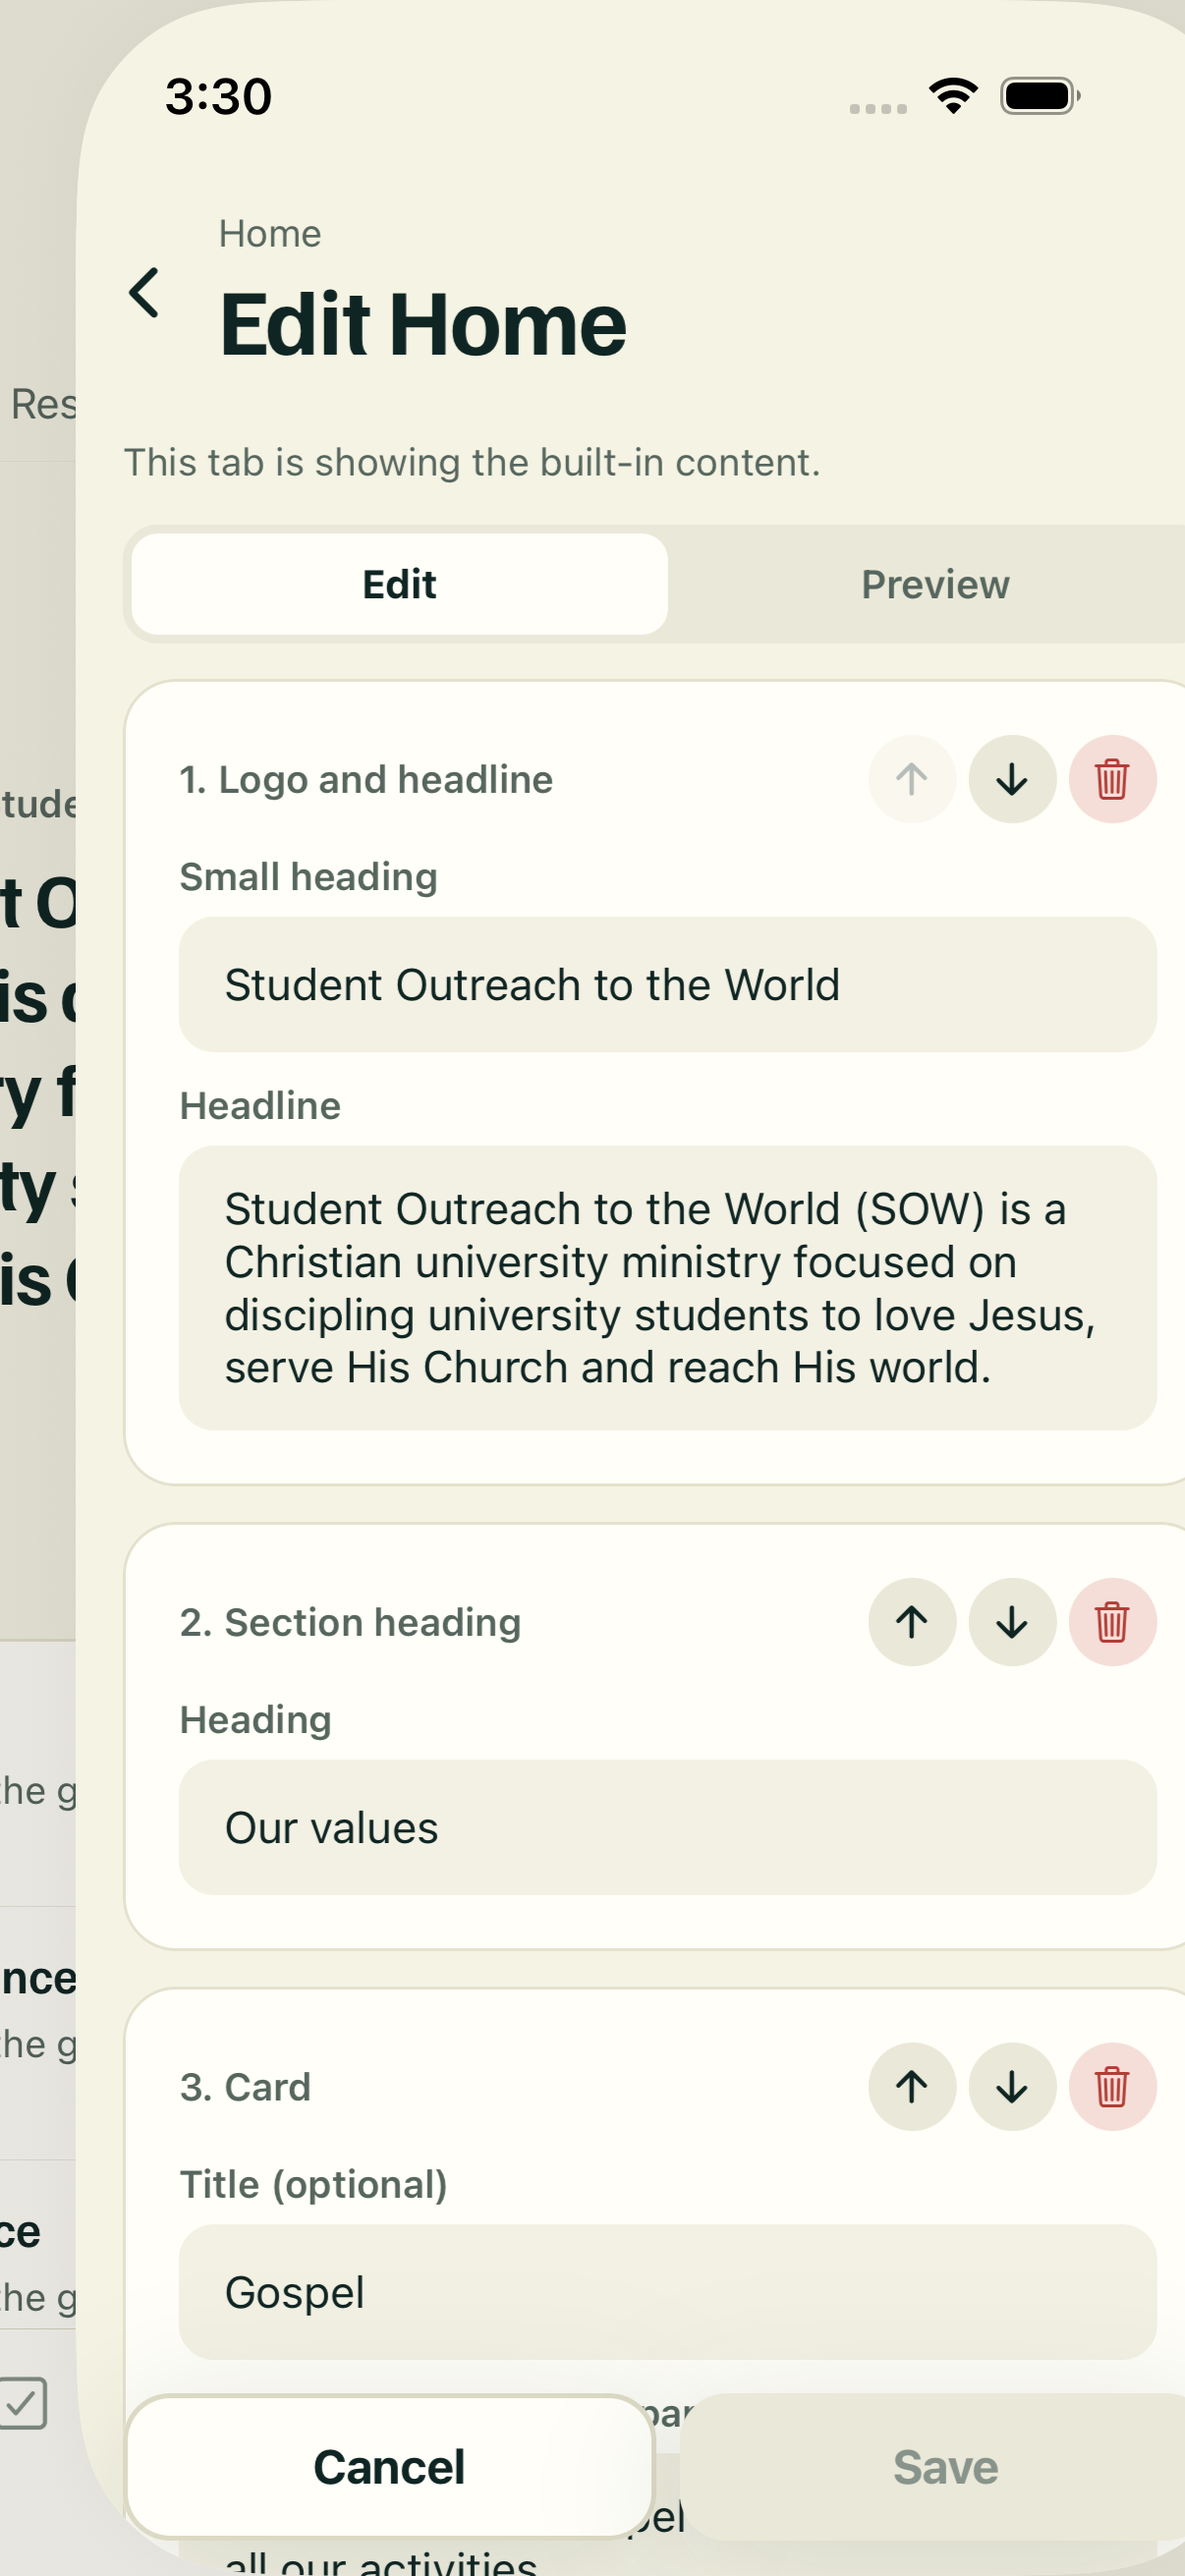 3:30
Home
Edit Home
This tab is showing the built-in content.
Edit
Preview
1. Logo and headline
Small heading
Student Outreach to the World
Headline
Student Outreach to the World (SOW) is a
Christian university ministry focused on
discipling university students to love Jesus,
serve His Church and reach His world.
2. Section heading
Heading
Our values
3. Card
Title (optional)
Gospel
Cancel
Save
all our activities